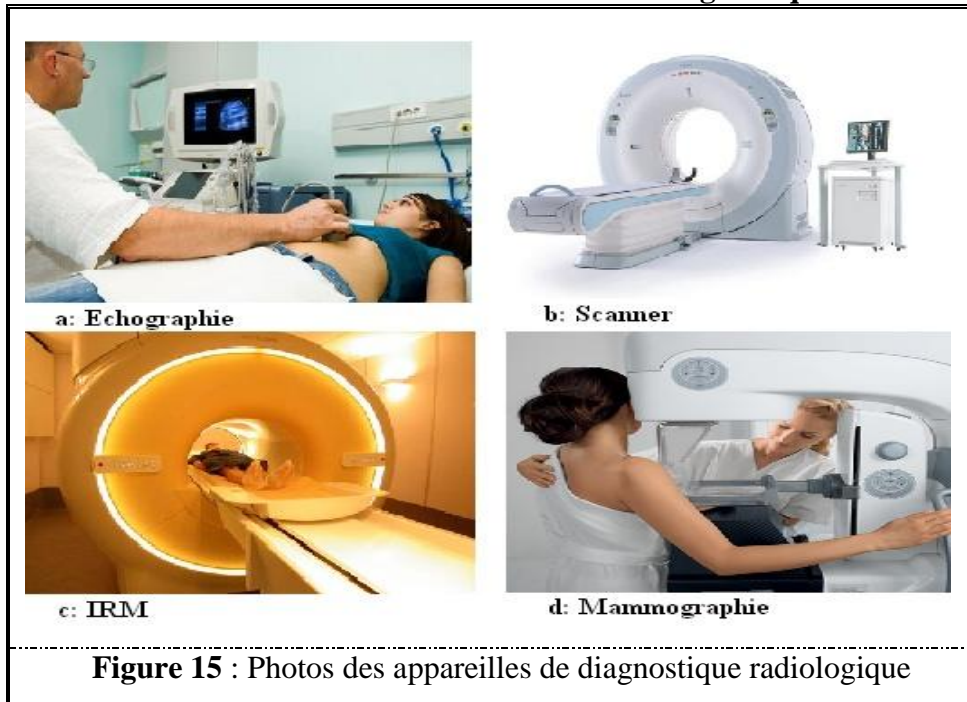 a: Echographie
b: Scanner
c: IRM
d: Mammographie
Figure 15 : Photos des appareilles de diagnostique radiologique